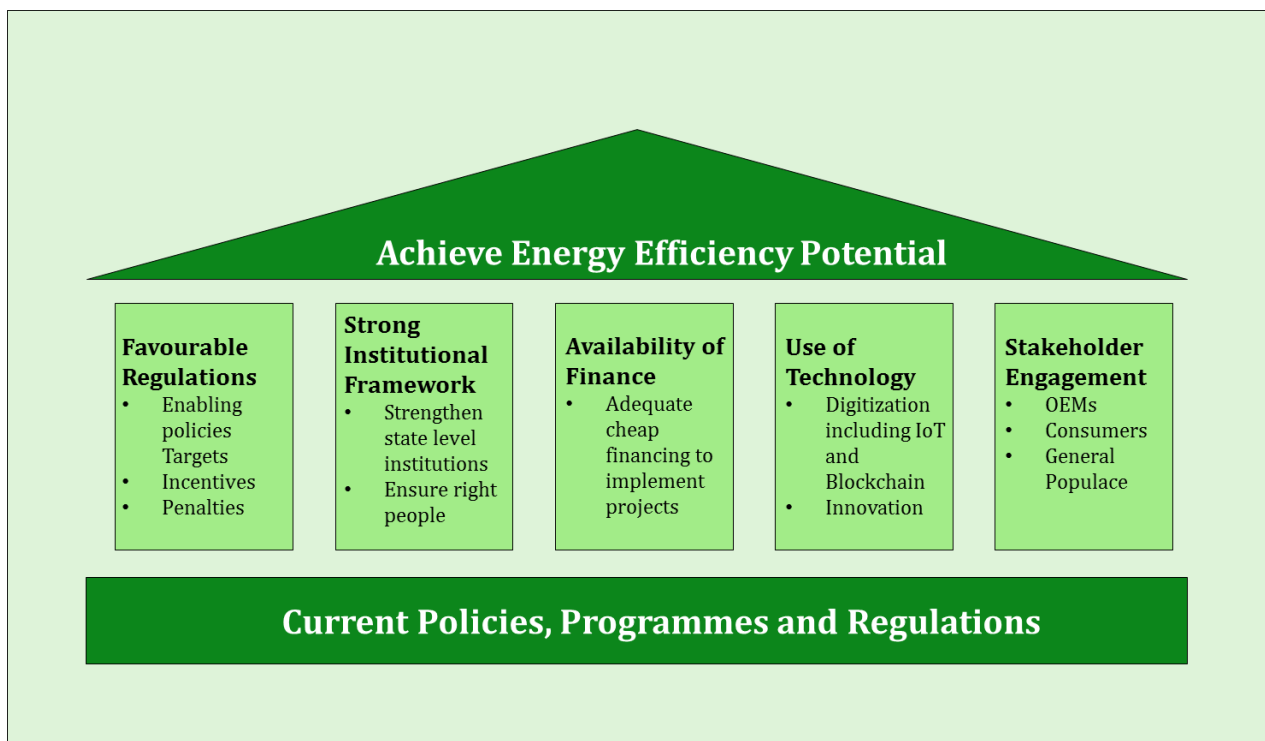 Achieve Energy Efficiency Potential
Favourable
Regulations
• Enabling
policies
Targets
• Incentives
• Penalties
Strong
Institutional
Framework
• Strengthen
state level
institutions
• Ensure right
people
Availability of
Finance
• Adequate
cheap
financing to
implement
projects
Use of
Technology
• Digitization
including IoT
and
Blockchain
• Innovation
Stakeholder
Engagement
• OEMs
• Consumers
• General
Populace
Current Policies, Programmes and Regulations